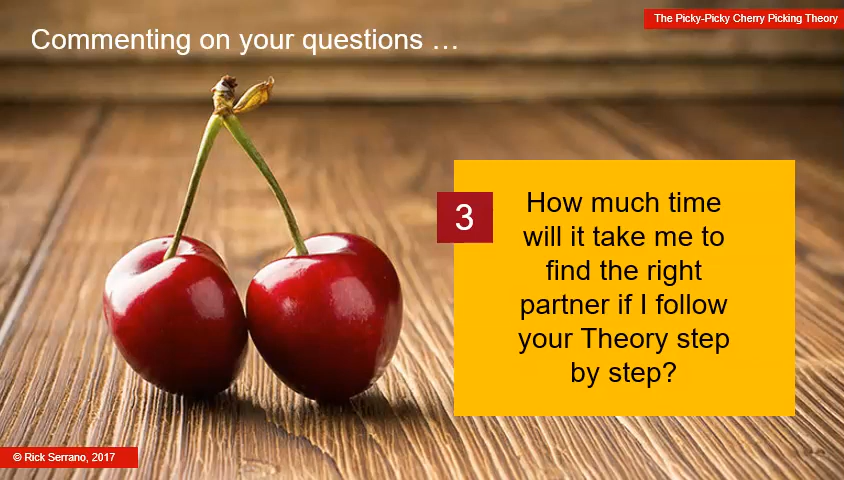 The Picky-Picky Cherry Picking Theory
Commenting on your questions …
3
How much time
will it take me to
find the right
partner if I follow
your Theory step
by step?
© Rick Serrano, 2017